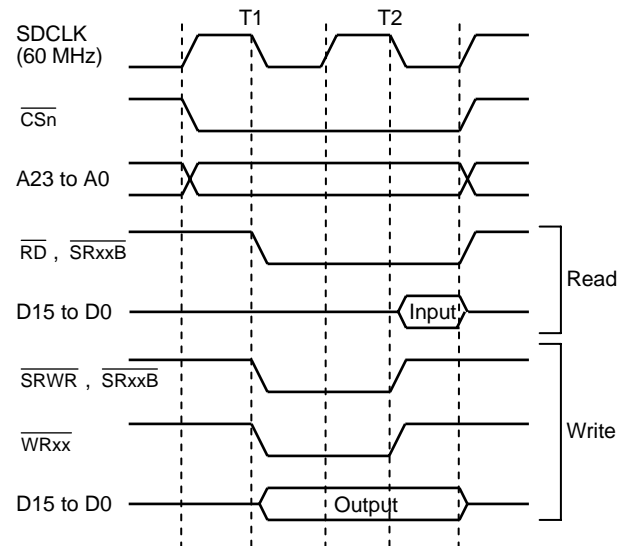 T1 T2
SDCLK
(60 MHz)
CSn
A23 to A0
RD , SRxxB
Read
D15 to D0
Input
SRWR , SRxxB
WRxx
Write
D15 to D0
Output